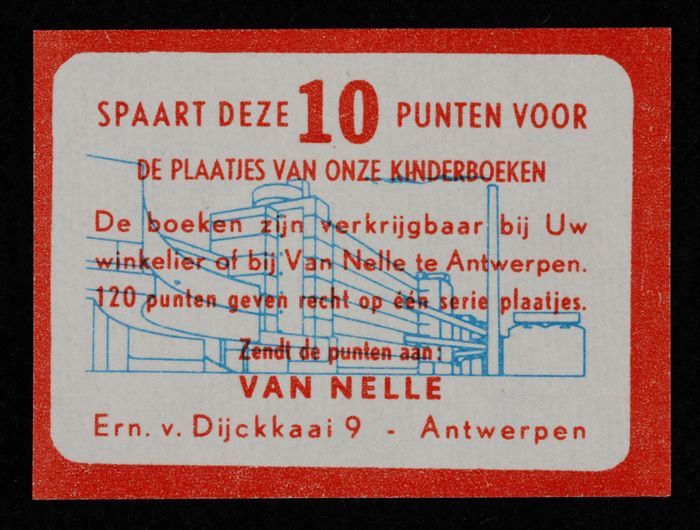 SPAART DEZE 10 PUNTEN VOOR
DE PLAATJES VAN ONZE KINDERBOEKEN
De boeken zijn verkrijgbaar bij Uw
winkelier of bij Van Nelle te Antwerpen.
120 punten geven recht op één serie plaatjes.
Zendt de punten aan:
VAN NELLE
Ern. v. Dijckkaai 9 - Antwerpen